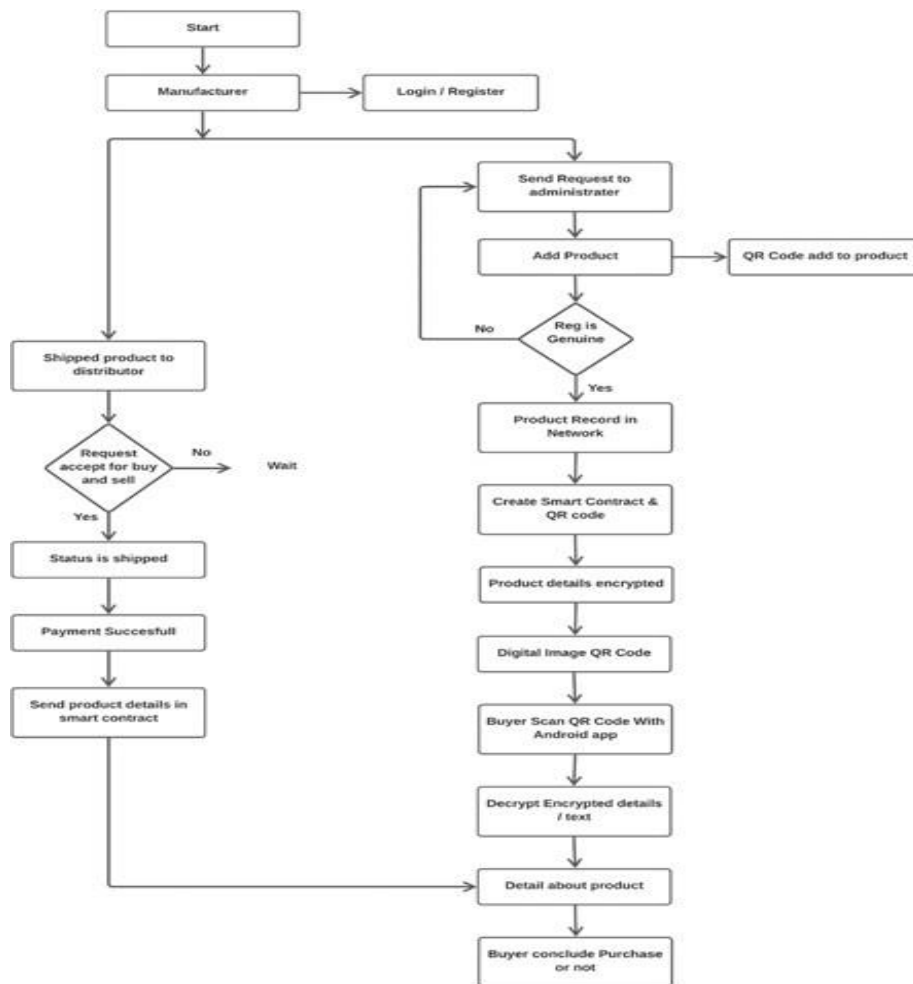 Start
Manufacturer
Login / Register
Send Request to
administrater
Add Product
QR Code add to product
No
Reg is
Genuine
Yes
Shipped product to
distributor
Request
accept for buy
and sell
No
Wait
Yes
Status is shipped
Payment Succesfull
Send product details in
smart contract
Product Record in
Network
Create Smart Contract &
QR code
Product details encrypted
Digital Image QR Code
Buyer Scan QR Code With
Android app
Decrypt Encrypted details
/ text
Detail about product
Buyer conclude Purchase
or not